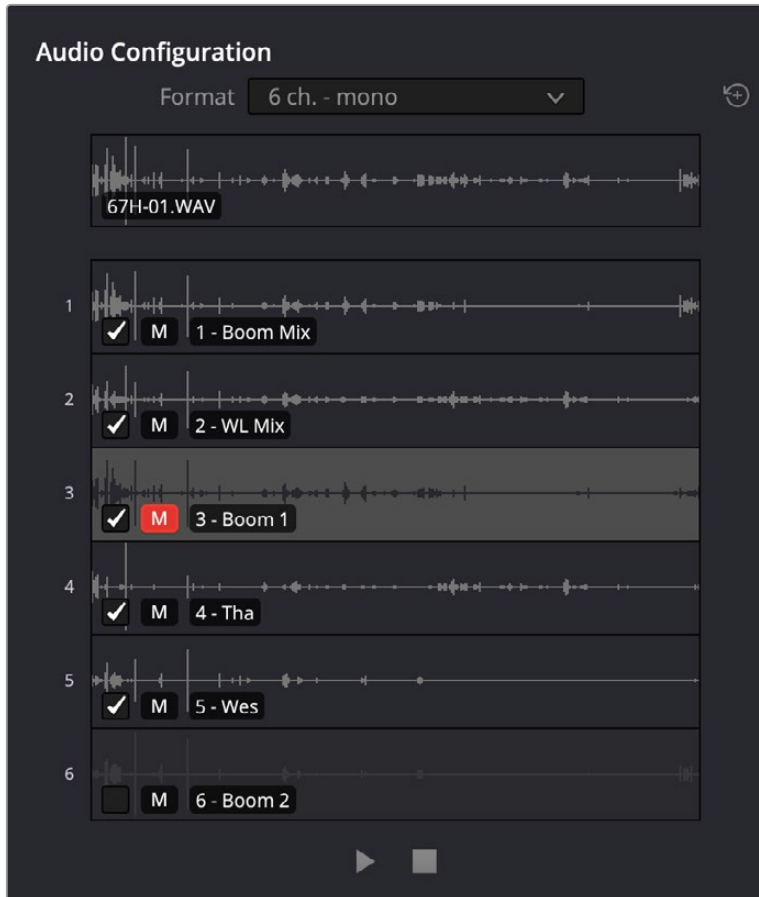 Audio Configuration
Format 6 ch. - mono
67H-01.WAV
1
M 1 - Boom Mix
2
M 2 - WL Mix
3
M 3 - Boom 1
4
M 4 - Tha
5
M 5 - Wes
6
M 6 - Boom 2